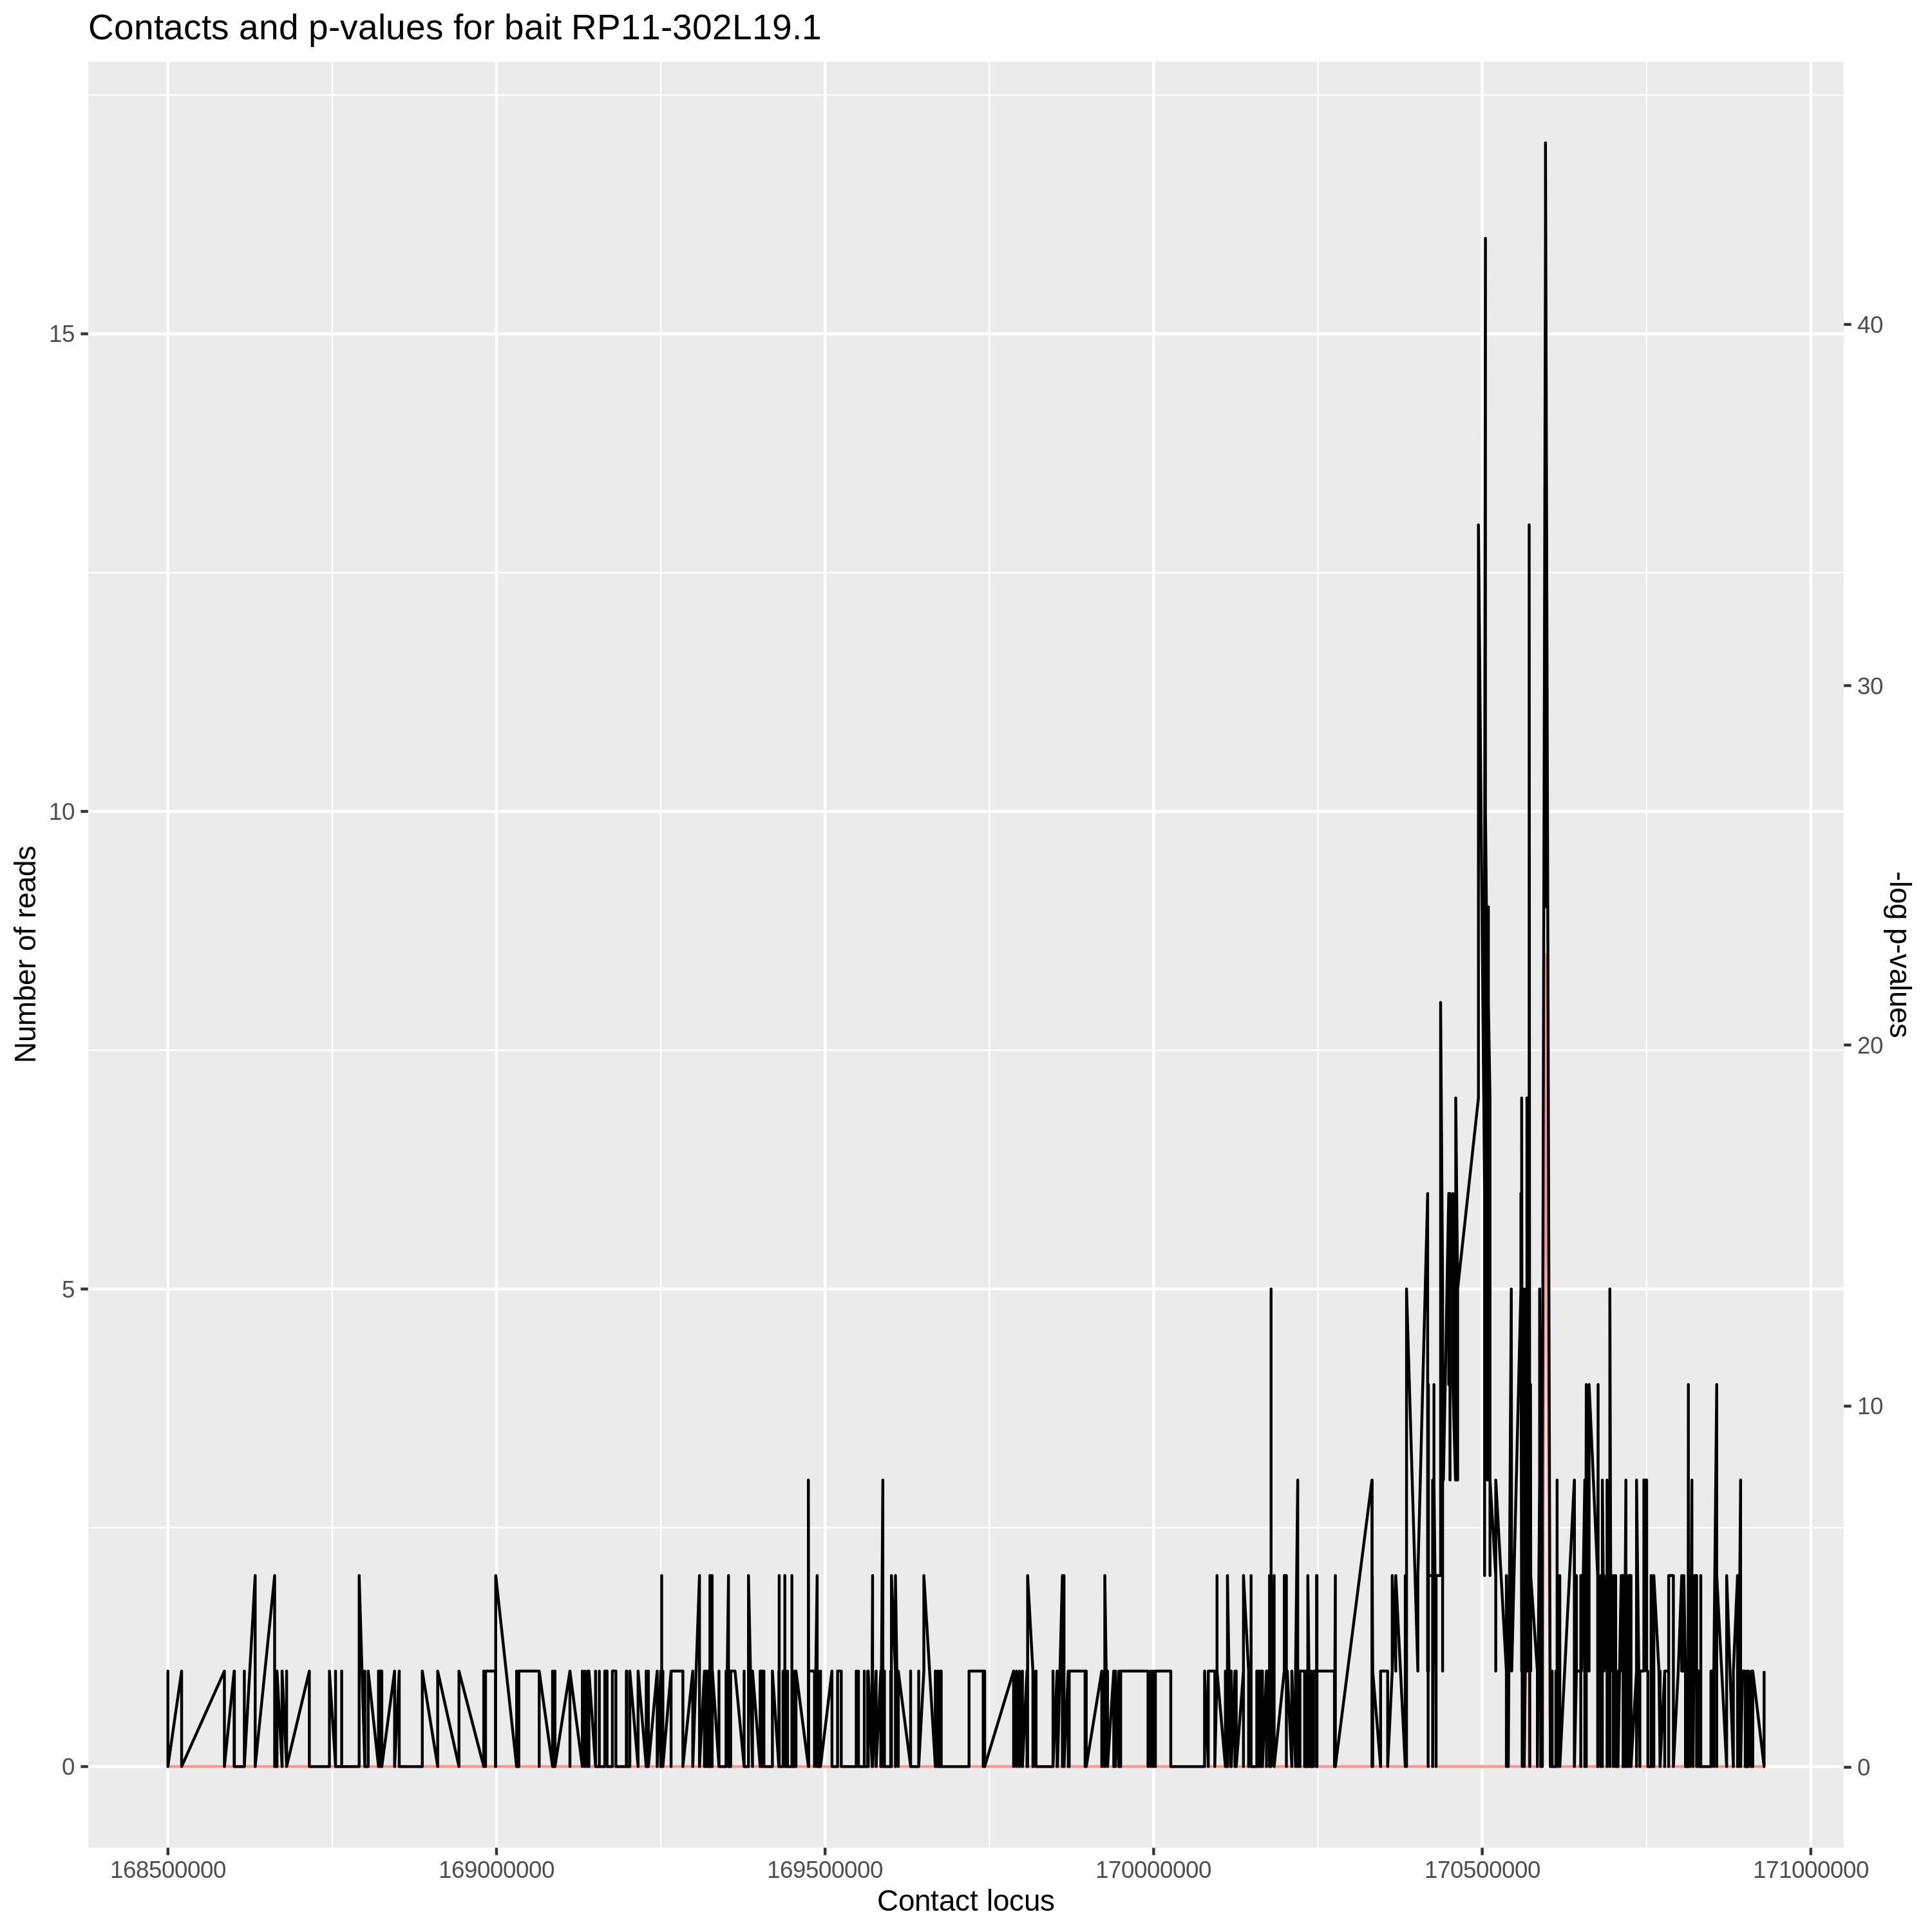 Contacts and p-values for bait RP11-302L19.1
15
10
5
0
Number of reads
40
30
20
10
0
-log p-values
168500000 169000000 169500000 170000000 170500000 171000000
Contact locus